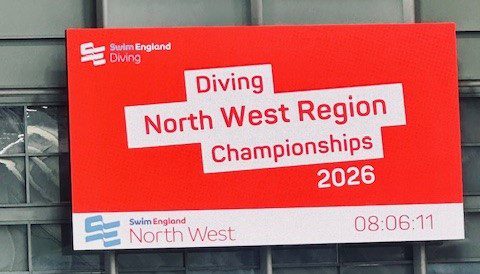 Swim England
Diving
Diving
North West Region
Championships
2026
Swim England
North West
08:06:11